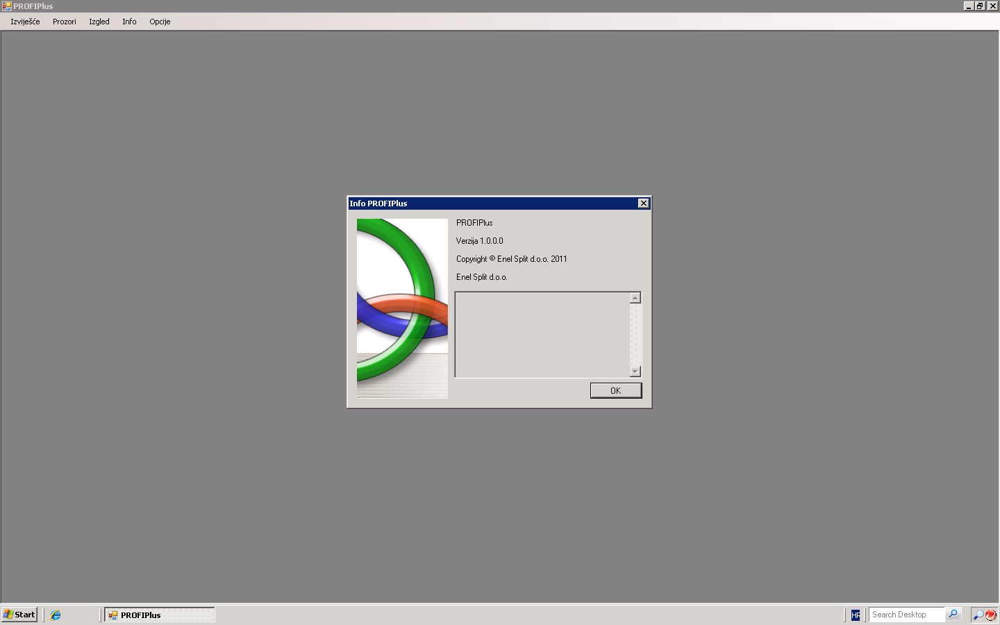 PROFIPlus
Izviješće Prozori Izgled Info Opcije
Info PROFIPlus
PROFIPlus
Verzija 1.0.0.0
Copyright © Enel Split d.o.o. 2011
Enel Split d.o.o.
OK
Start PROFIPlus HR Search Desktop